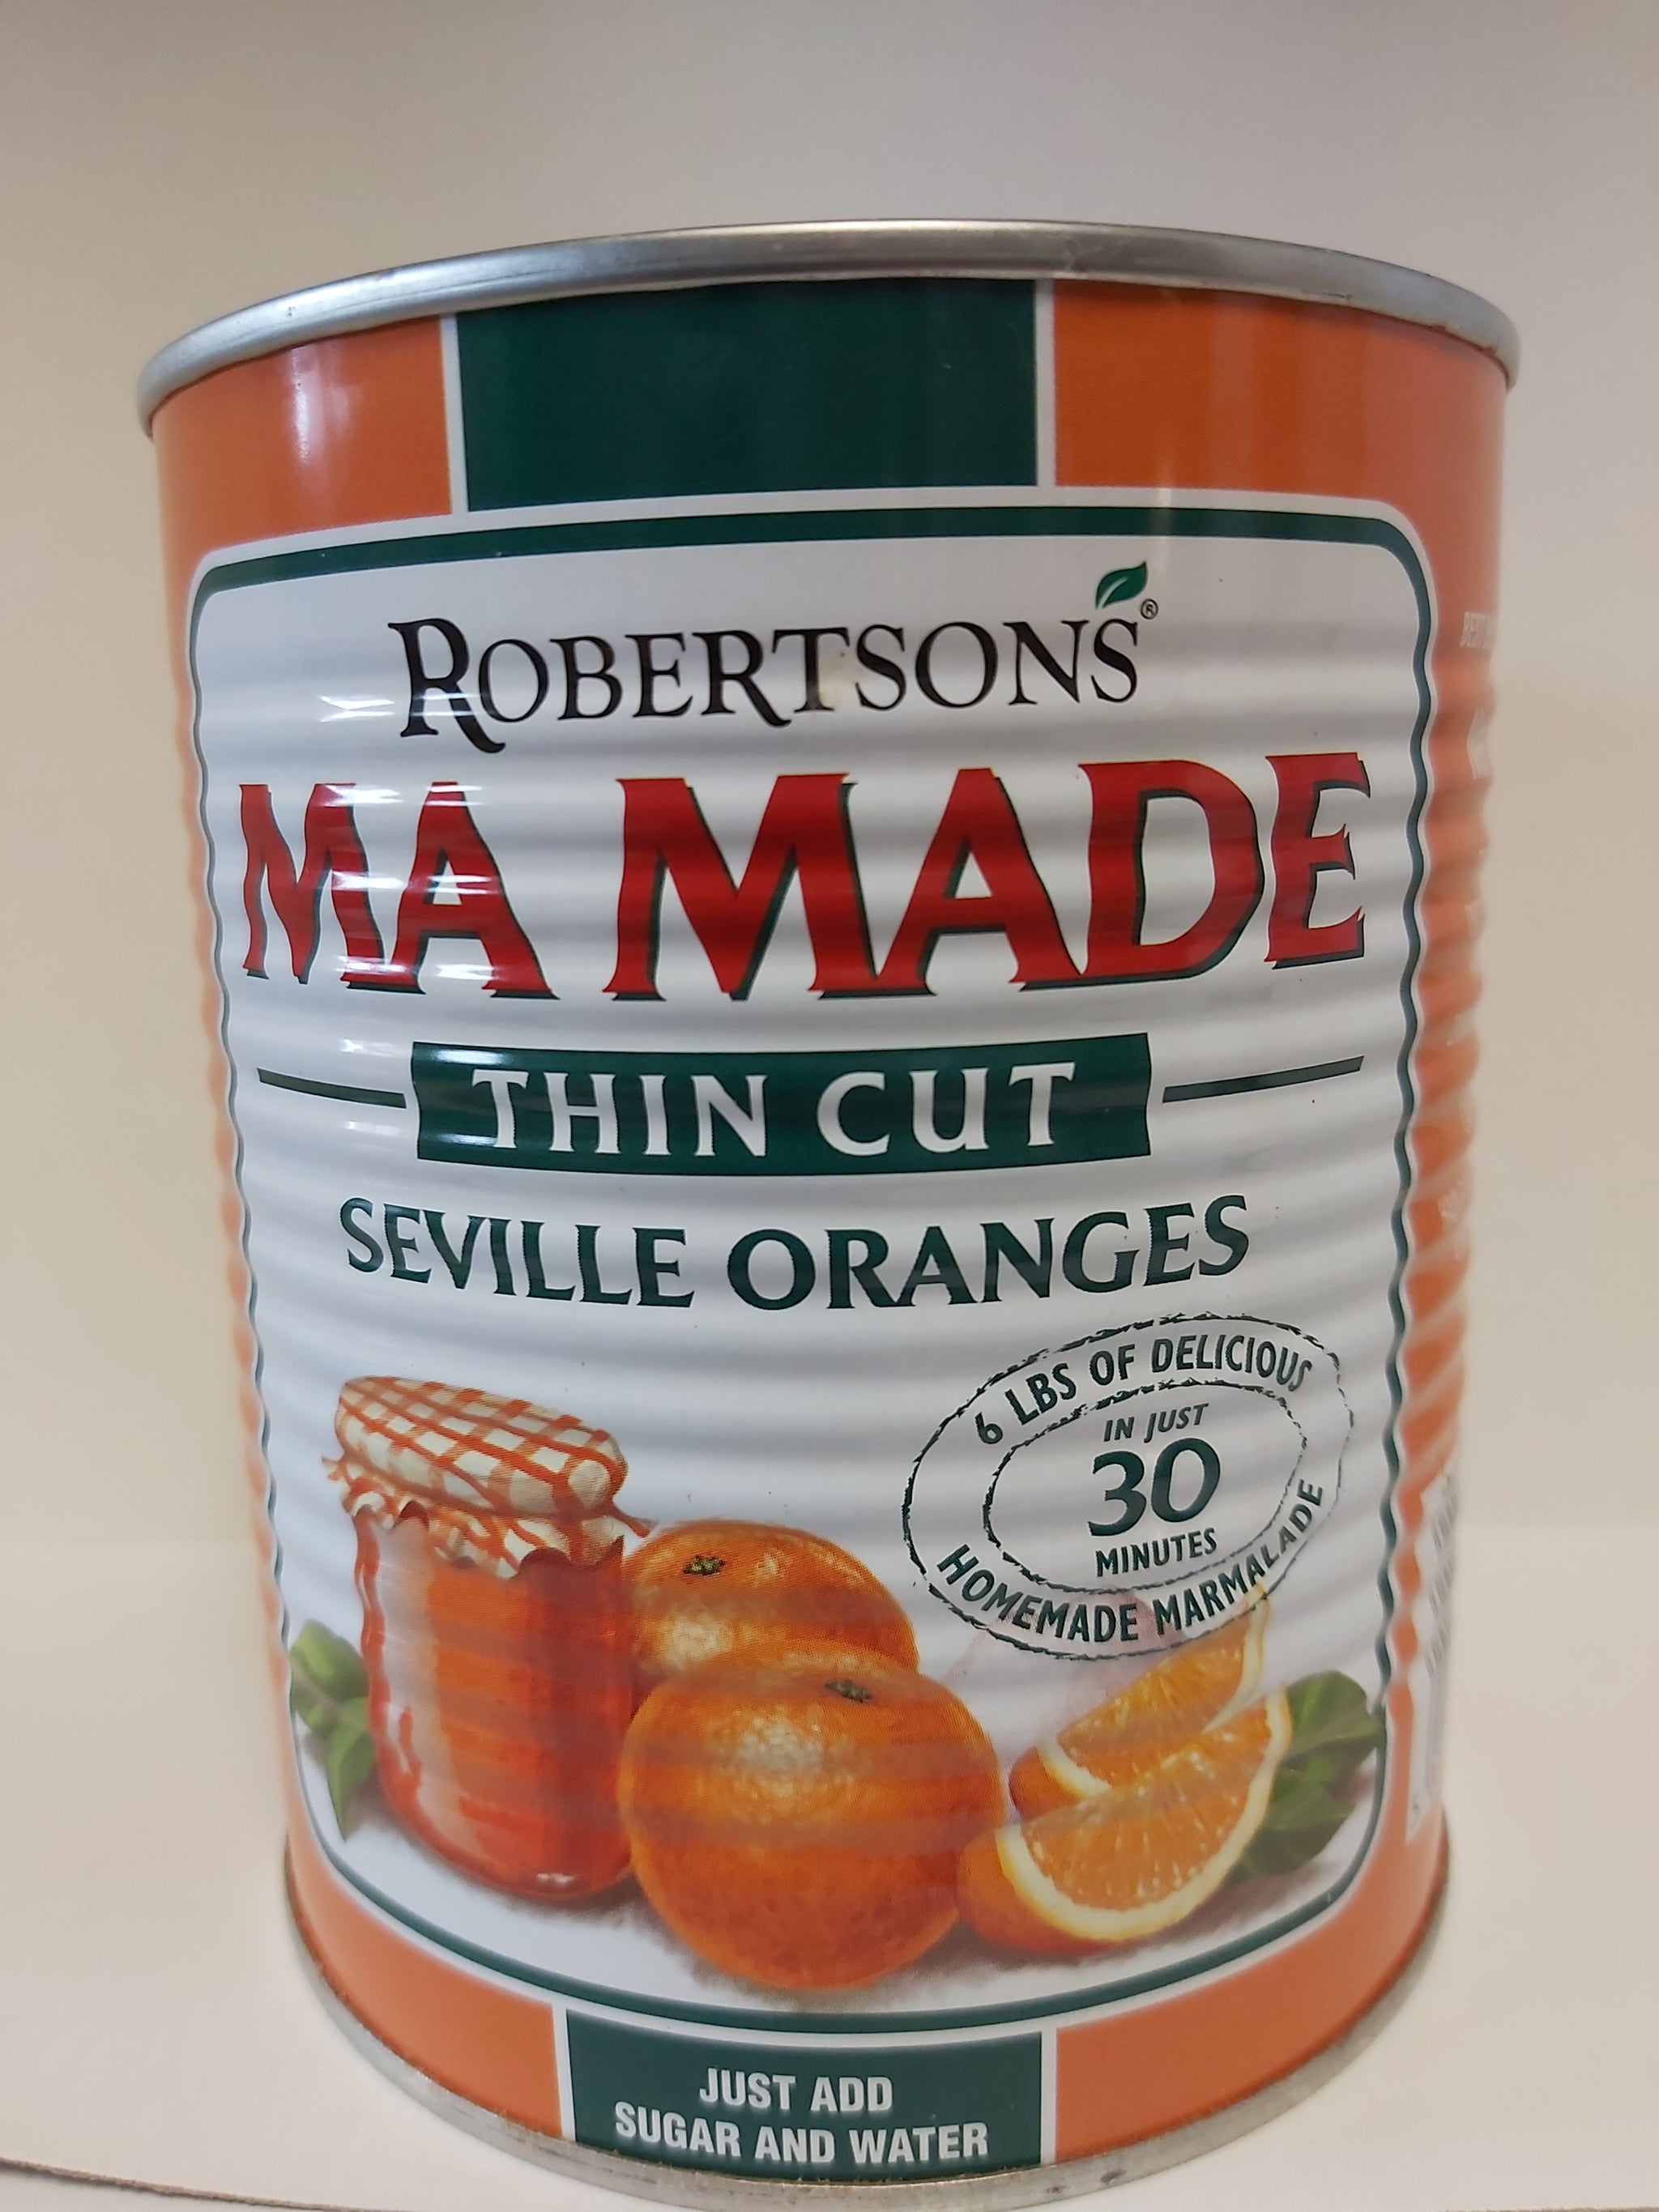 ROBERTSONS®
MA MADE
THIN CUT
SEVILLE ORANGES
6 LBS OF DELICIOUS
IN JUST
30
MINUTES
HOMEMADE MARMALADE
JUST ADD
SUGAR AND WATER